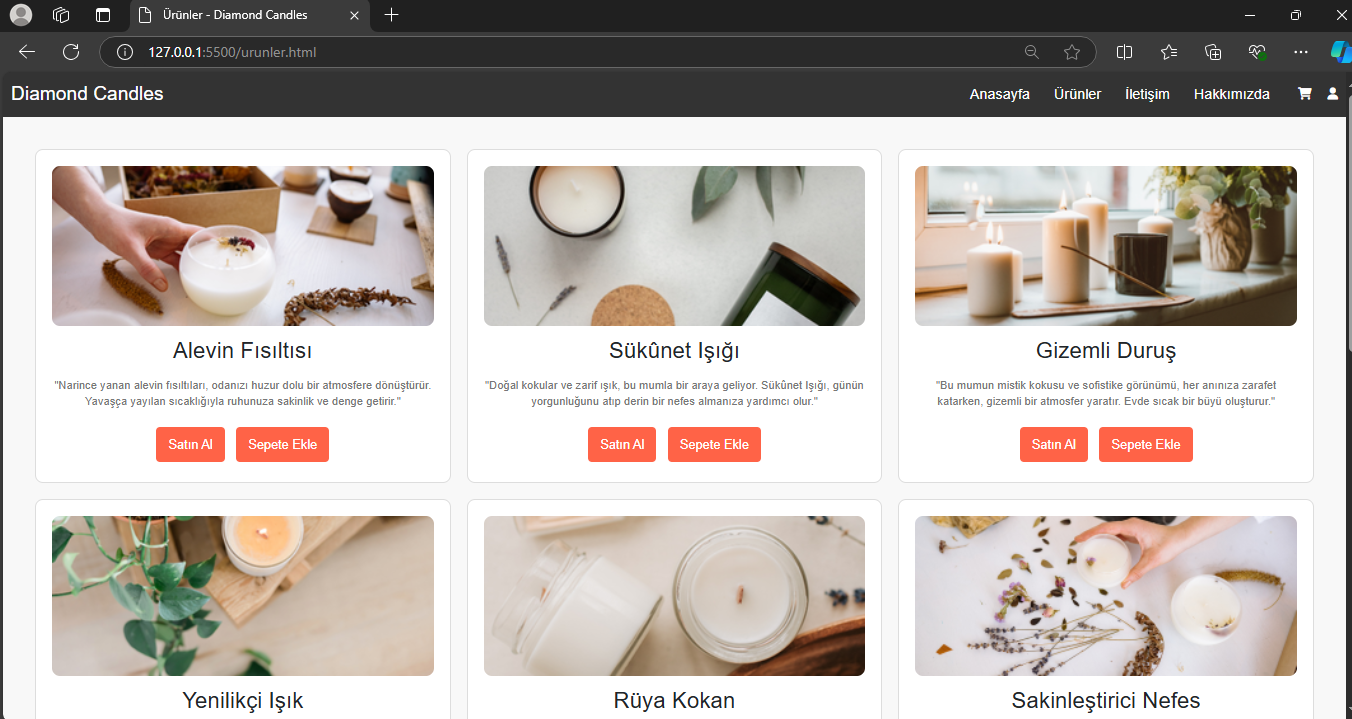 Ürünler - Diamond Candles
127.0.0.1:5500/urunler.html
Diamond Candles
Anasayfa Ürünler İletişim Hakkımızda
Alevin Fısıltısı
"Narince yanan alevin fısıltıları, odanızı huzur dolu bir atmosfere dönüştürür.
Yavaşça yayılan sıcaklığıyla ruhunuza sakinlik ve denge getirir."
Satın Al Sepete Ekle
Sükûnet Işığı
"Doğal kokular ve zarif ışık, bu mumla bir araya geliyor. Sükûnet Işığı, günün
yorgunluğunu atıp derin bir nefes almanıza yardımcı olur."
Satın Al Sepete Ekle
Gizemli Duruş
"Bu mumun mistik kokusu ve sofistike görünümü, her anınıza zarafet
katarken, gizemli bir atmosfer yaratır. Evde sıcak bir büyü oluşturur."
Satın Al Sepete Ekle
Yenilikçi Işık
Rüya Kokan
Sakinleştirici Nefes